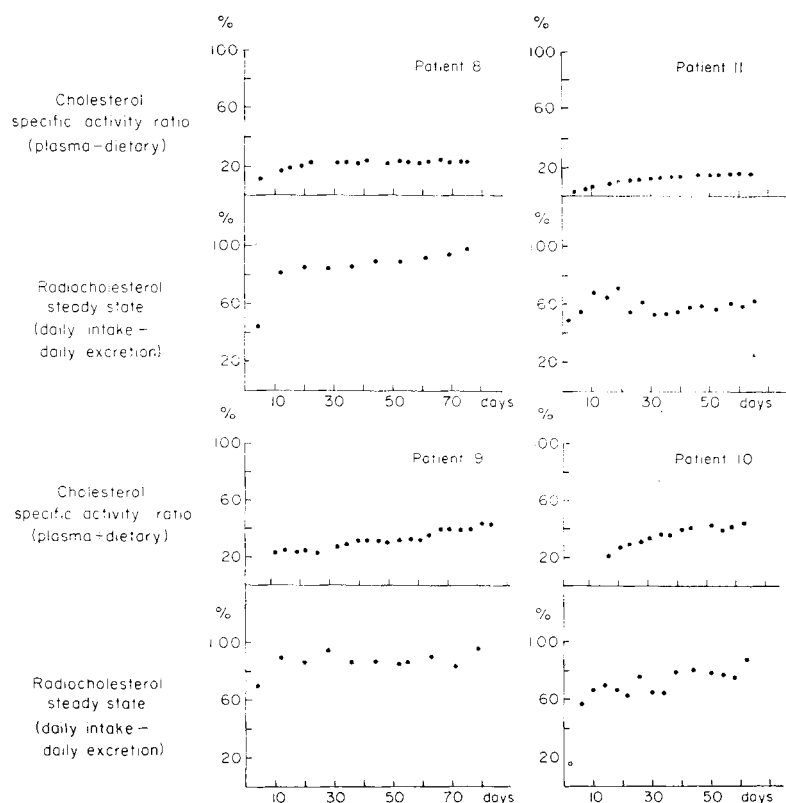 %
%
100
Patient 8
100
Patient 11
Cholesterol
specific activity ratio
(plasma-dietary)
60
60
20
20
%
%
100
100
Radiocholesterol
steady state
(daily intake-
daily excretion)
60
60
20
20
10 30 50 70 days
10 30 50 days
%
%
100
Patient 9
100
Patient 10
Cholesterol
specific activity ratio
(plasma÷dietary)
60
60
20
20
%
%
100
100
Radiocholesterol
steady state
(daily intake-
daily excretion)
60
60
20
20
10 30 50 70 days
10 30 50 days